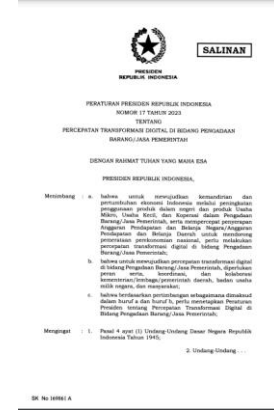 SALINAN
PRESIDEN
REPUBLIK INDONESIA
PERATURAN PRESIDEN REPUBLIK INDONESIA
NOMOR 17 TAHUN 2023
TENTANG
PERCEPATAN TRANSFORMASI DIGITAL DI BIDANG PENGADAAN
BARANG/JASA PEMERINTAH
DENGAN RAHMAT TUHAN YANG MAHA ESA
PRESIDEN REPUBLIK INDONESIA,
Menimbang : a. bahwa untuk mewujudkan kemandirian dan
pertumbuhan ekonomi Indonesia melalui peningkatan
penggunaan produk dalam negeri dan produk Usaha
Mikro, Usaha Kecil, dan Koperasi dalam Pengadaan
Barang/Jasa Pemerintah, serta mempercepat penyerapan
Anggaran Pendapatan dan Belanja Negara/Anggaran
Pendapatan dan Belanja Daerah untuk mendorong
pemerataan perekonomian nasional, perlu melakukan
percepatan transformasi digital di bidang Pengadaan
Barang/Jasa Pemerintah;
b. bahwa untuk mewujudkan percepatan transformasi digital
di bidang Pengadaan Barang/Jasa Pemerintah, diperlukan
peran serta, koordinasi, dan kolaborasi
kementerian/lembaga/pemerintah daerah, badan usaha
milik negara, dan masyarakat;
c. bahwa berdasarkan pertimbangan sebagaimana dimaksud
dalam huruf a dan huruf b, perlu menetapkan Peraturan
Presiden tentang Percepatan Transformasi Digital di
Bidang Pengadaan Barang/Jasa Pemerintah;
Mengingat : 1. Pasal 4 ayat (1) Undang-Undang Dasar Negara Republik
Indonesia Tahun 1945;
2. Undang-Undang . . .
SK No 169861 A